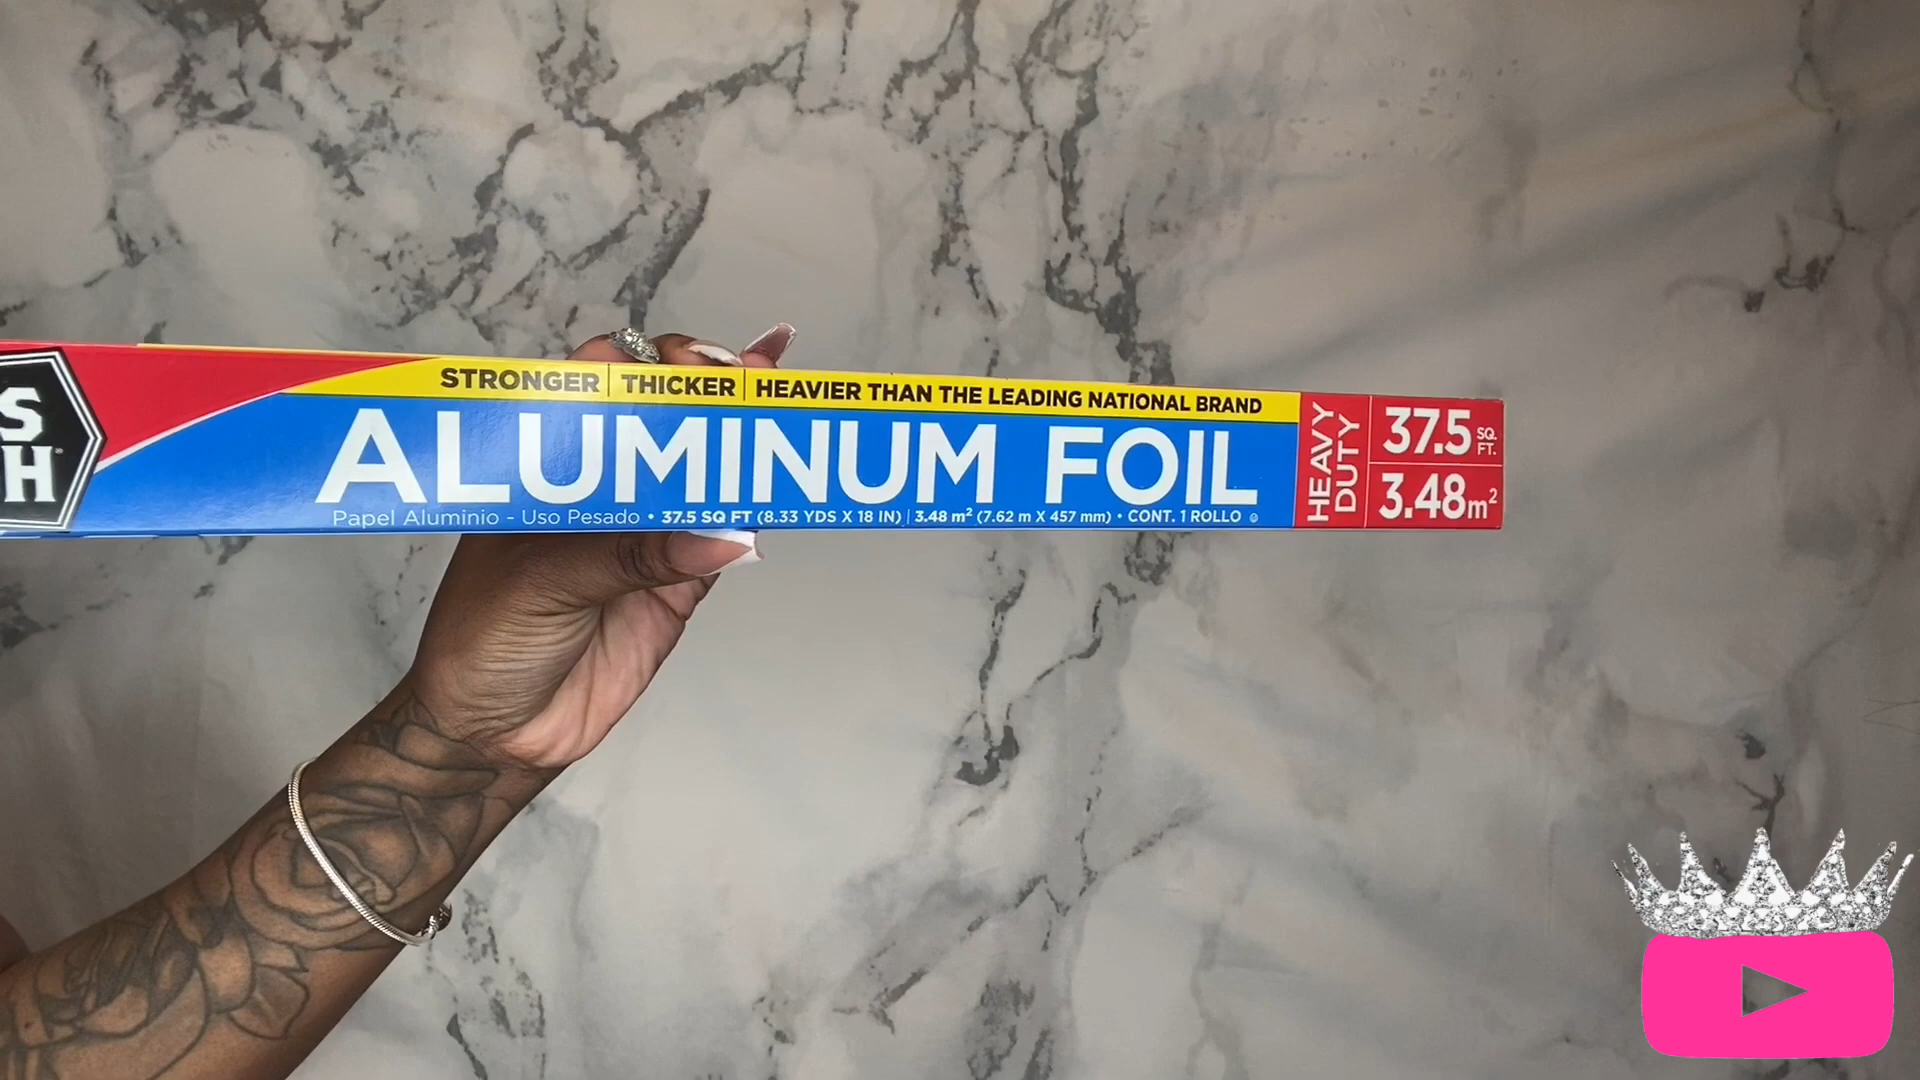 S
H
STRONGER | THICKER | HEAVIER THAN THE LEADING NATIONAL BRAND
ALUMINUM FOIL
Papel Aluminio - Uso Pesado • 37.5 SQ FT (8.33 YDS X 18 IN) | 3.48 m² (7.62 m X 457 mm) • CONT. 1 ROLLO
HEAVY
DUTY
37.5 SQ. FT.
3.48m²